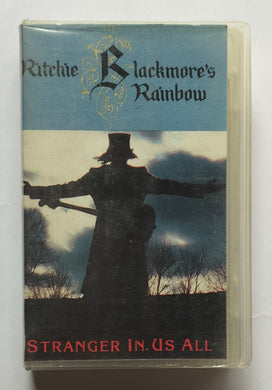 Ritchie Blackmore's
Rainbow
STRANGER IN US ALL